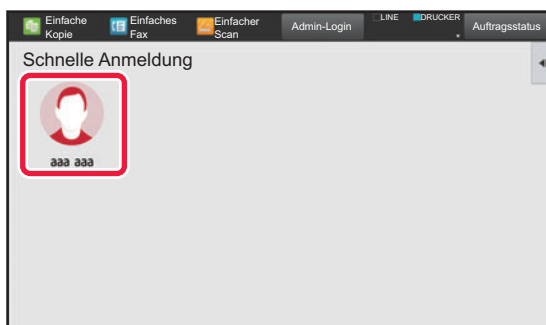 Einfache
Kopie
Einfaches
Fax
Einfacher
Scan
Admin-Login
LINE
DRUCKER
Auftragsstatus
Schnelle Anmeldung
aaa aaa